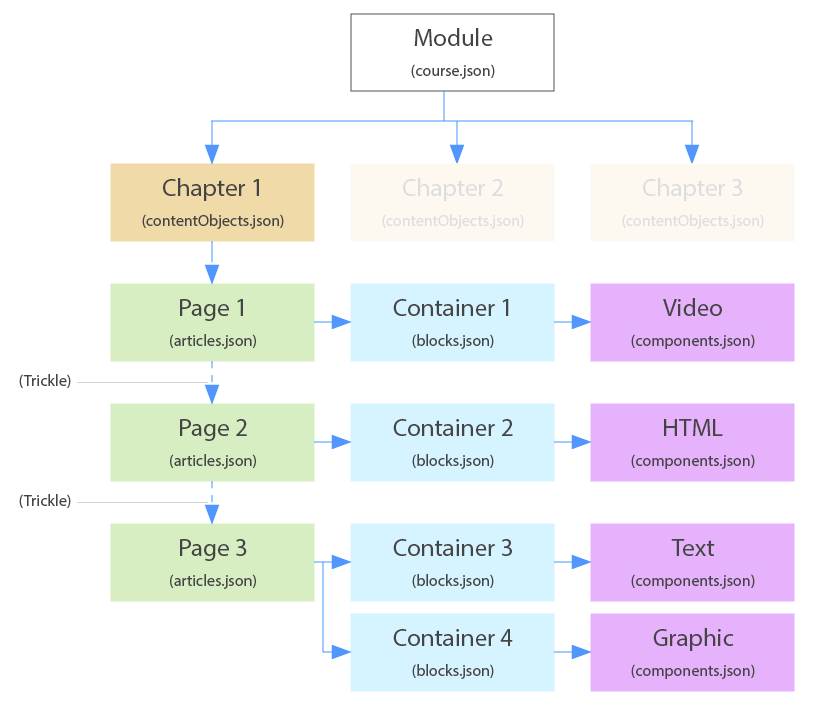 Module
(course.json)
Chapter 1
(contentObjects.json)
Chapter 2
(contentObjects.json)
Chapter 3
(contentObjects.json)
Page 1
(articles.json)
Container 1
(blocks.json)
Video
(components.json)
(Trickle)
Page 2
(articles.json)
Container 2
(blocks.json)
HTML
(components.json)
(Trickle)
Page 3
(articles.json)
Container 3
(blocks.json)
Text
(components.json)
Container 4
(blocks.json)
Graphic
(components.json)